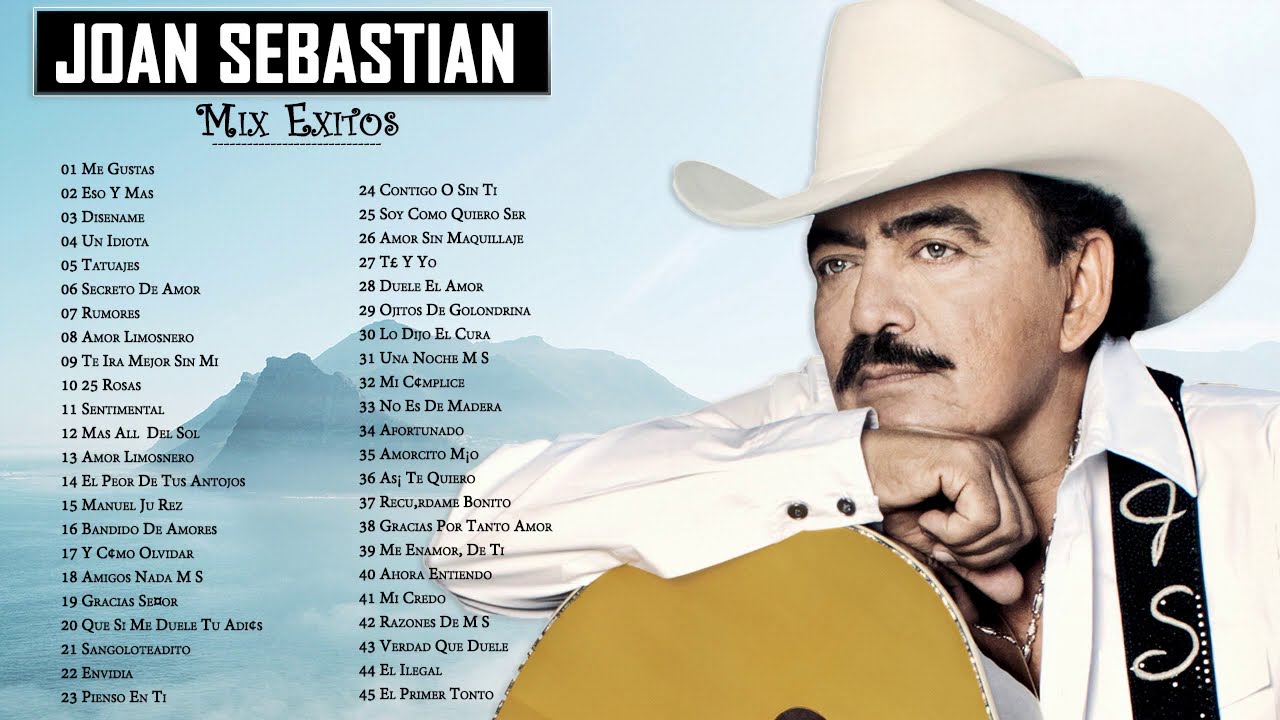 JOAN SEBASTIAN
Mix Exitos
01 Me Gustas
02 Eso Y Mas
03 Disename
04 Un Idiota
05 Tatuajes
06 Secreto De Amor
07 Rumores
08 Amor Limosnero
09 Te Ira Mejor Sin Mi
10 25 Rosas
11 Sentimental
12 Mas All  Del Sol
13 Amor Limosnero
14 El Peor De Tus Antojos
15 Manuel Ju Rez
16 Bandido De Amores
17 Y C¢mo Olvidar
18 Amigos Nada M S
19 Gracias Se¤or
20 Que Si Me Duele Tu Adi¢s
21 Sangoloteadito
22 Envidia
23 Pienso En Ti
24 Contigo O Sin Ti
25 Soy Como Quiero Ser
26 Amor Sin Maquillaje
27 T£ Y Yo
28 Duele El Amor
29 Ojitos De Golondrina
30 Lo Dijo El Cura
31 Una Noche M S
32 Mi C¢mplice
33 No Es De Madera
34 Afortunado
35 Amorcito M¡o
36 As¡ Te Quiero
37 Recu‚rdame Bonito
38 Gracias Por Tanto Amor
39 Me Enamor‚ De Ti
40 Ahora Entiendo
41 Mi Credo
42 Razones De M S
43 Verdad Que Duele
44 El Ilegal
45 El Primer Tonto
J S